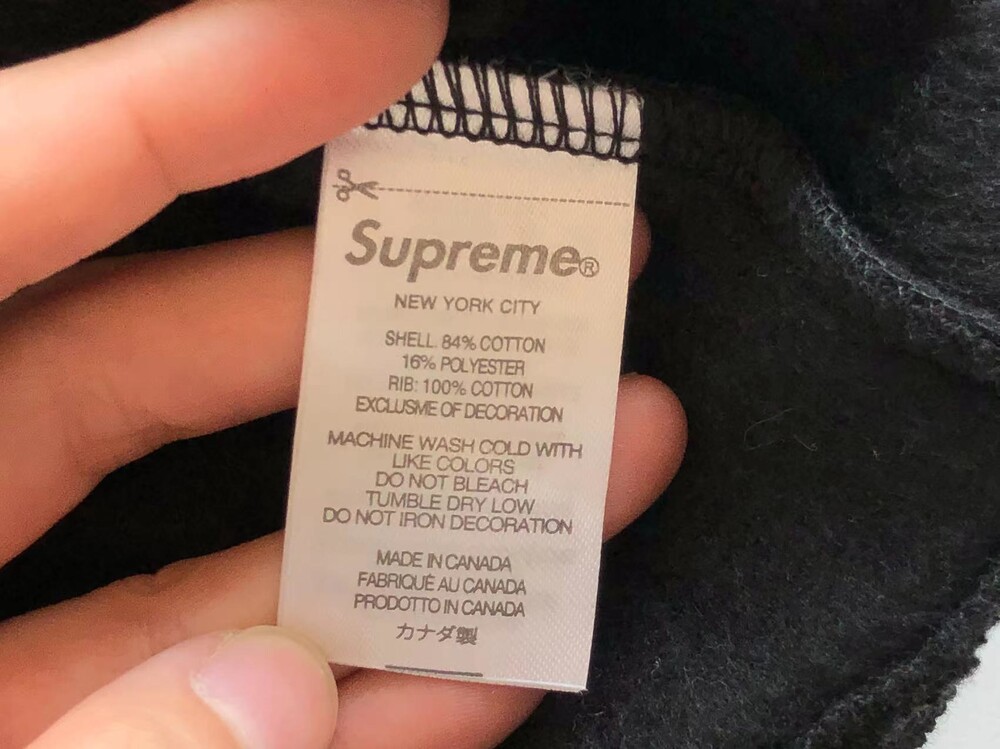 Supreme®
NEW YORK CITY
SHELL: 84% COTTON
16% POLYESTER
RIB: 100% COTTON
EXCLUSIVE OF DECORATION
MACHINE WASH COLD WITH
LIKE COLORS
DO NOT BLEACH
TUMBLE DRY LOW
DO NOT IRON DECORATION
MADE IN CANADA
FABRIQUÉ AU CANADA
PRODOTTO IN CANADA
カナダ製